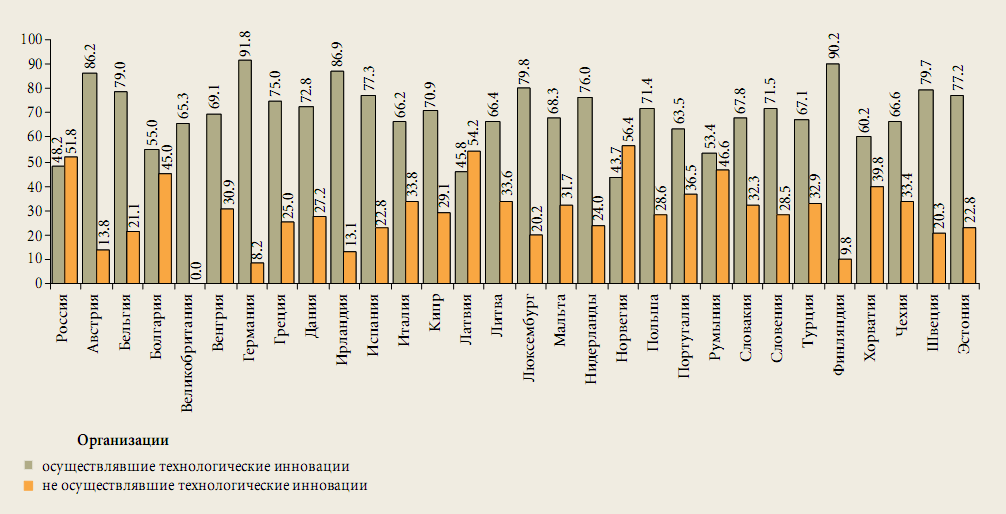 100
90
80
70
60
50
40
30
20
10
0
48.2 51.8
86.2 13.8
79.0 21.1
55.0 45.0
65.3 0.0
69.1 30.9
91.8 8.2
75.0 25.0
72.8 27.2
86.9 13.1
77.3 22.8
66.2 33.8
70.9 29.1
45.8 54.2
66.4 33.6
79.8 20.2
68.3 31.7
76.0 24.0
43.7 56.4
71.4 28.6
63.5 36.5
53.4 46.6
67.8 32.3
71.5 28.5
67.1 32.9
90.2 9.8
60.2 39.8
66.6 33.4
79.7 20.3
77.2 22.8
Россия
Австрия
Бельгия
Болгария
Великобритания
Венгрия
Германия
Греция
Дания
Ирландия
Испания
Италия
Кипр
Латвия
Литва
Люксембург
Мальта
Нидерланды
Норвегия
Польша
Португалия
Румыния
Словакия
Словения
Турция
Финляндия
Хорватия
Чехия
Швеция
Эстония
Организации
осуществлявшие технологические инновации
не осуществлявшие технологические инновации